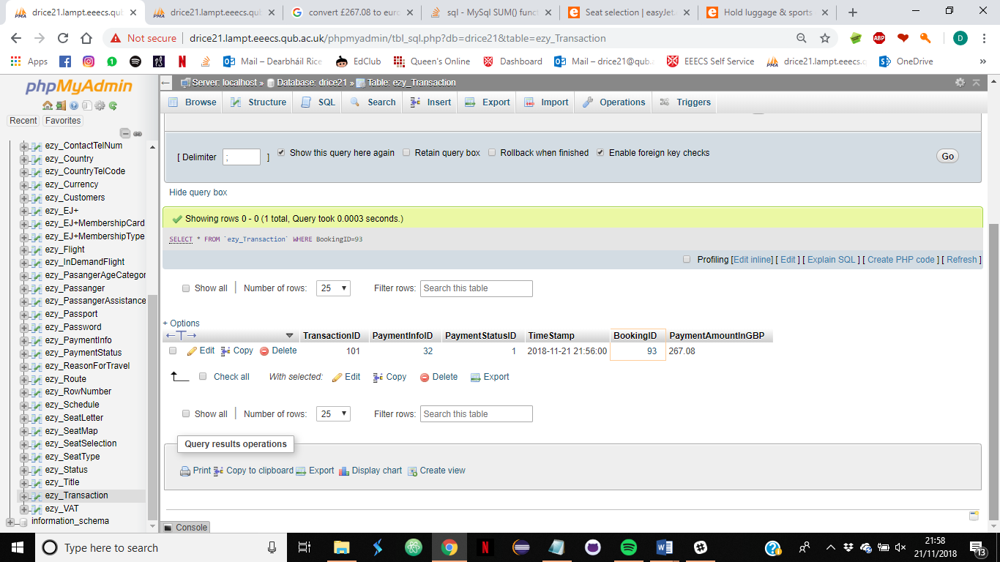 drice21.lampt.eeecs.qub
drice21.lampt.eeecs.qub
convert £267.08 to euro
sql - MySql SUM() funct
Seat selection | easyJet.
Hold luggage & sports
Not secure | drice21.lampt.eeecs.qub.ac.uk/phpmyadmin/tbl_sql.php?db=drice21&table=ezy_Transaction
ABP
D
Apps
Mail – Dearbháil Rice
EdClub
Queen's Online
Dashboard
Mail – drice21@qub.
EEECS Self Service
drice21.lampt.eeecs.q
OneDrive
»
phpMyAdmin
Recent
Favorites
ezy_ContactTelNum
ezy_Country
ezy_CountryTelCode
ezy_Currency
ezy_Customers
ezy_EJ+
ezy_EJ+MembershipCard
ezy_EJ+MembershipType
ezy_Flight
ezy_InDemandFlight
ezy_PasangerAgeCategor
ezy_Passanger
ezy_PassangerAssistance
ezy_Passport
ezy_Password
ezy_PaymentInfo
ezy_PaymentStatus
ezy_ReasonForTravel
ezy_Route
ezy_RowNumber
ezy_Schedule
ezy_SeatLetter
ezy_SeatMap
ezy_SeatSelection
ezy_SeatType
ezy_Status
ezy_Title
ezy_Transaction
ezy_VAT
information_schema
Server: localhost » Database: drice21 » Table: ezy_Transaction
Browse Structure SQL Search Insert Export Import Operations Triggers
[ Delimiter ; ] Show this query here again Retain query box Rollback when finished Enable foreign key checks Go
Hide query box
Showing rows 0 - 0 (1 total, Query took 0.0003 seconds.)
SELECT * FROM `ezy_Transaction` WHERE BookingID=93
Profiling [Edit inline] [ Edit ] [ Explain SQL ] [ Create PHP code ] [ Refresh ]
Show all Number of rows: 25 Filter rows: Search this table
+ Options
TransactionID PaymentInfoID PaymentStatusID TimeStamp BookingID PaymentAmountInGBP
Edit Copy Delete 101 32 1 2018-11-21 21:56:00 93 267.08
Check all With selected: Edit Copy Delete Export
Show all Number of rows: 25 Filter rows: Search this table
Query results operations
Print Copy to clipboard Export Display chart Create view
Console
Type here to search
21:58
21/11/2018
13